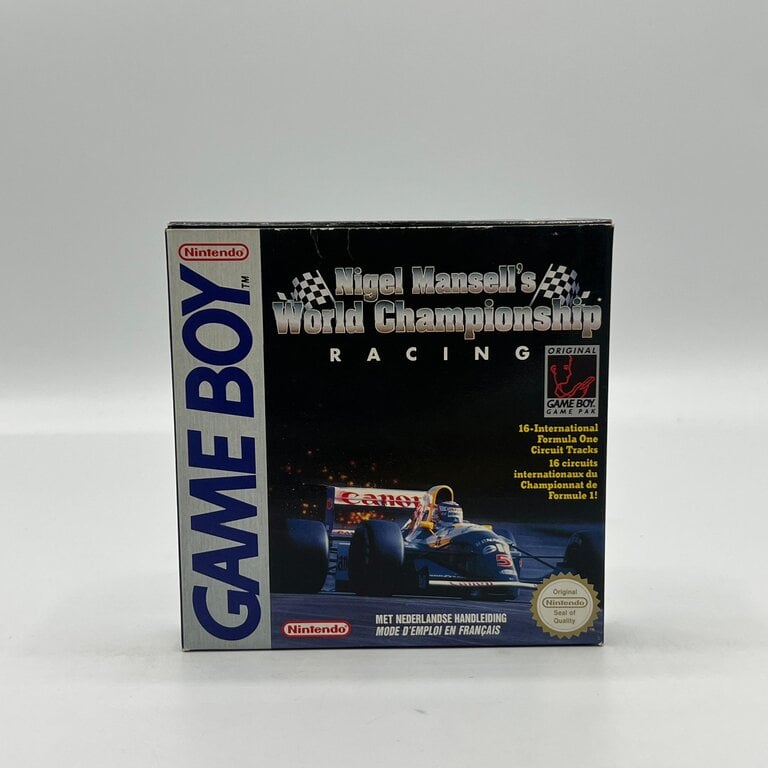 Nintendo
GAME BOY™
Nigel Mansell's
World Championship
RACING
ORIGINAL
GAME BOY
GAME PAK
16-International
Formula One
Circuit Tracks
16 circuits
internationaux du
Championnat de
Formule 1!
Canon
5
Canon
Nintendo
MET NEDERLANDSE HANDLEIDING
MODE D'EMPLOI EN FRANÇAIS
Original
Nintendo
Seal of
Quality